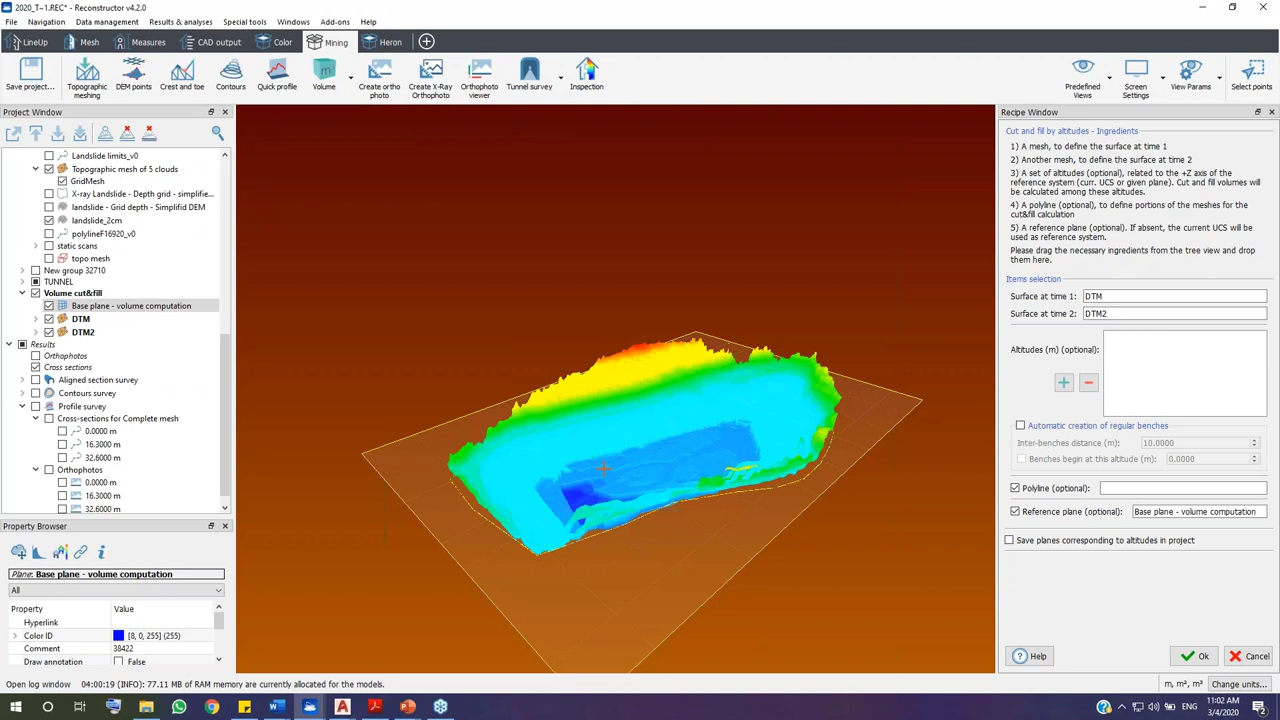 2020_T~1.REC* - Reconstructor v4.2.0
File Navigation Data management Results & analyses Special tools Windows Add-ons Help
LineUp Mesh Measures CAD output Color Mining Heron
Save project... Topographic meshing DEM points Crest and toe Contours Quick profile Volume Create ortho photo Create X-Ray Orthophoto Orthophoto viewer Tunnel survey Inspection Predefined Views Screen Settings View Params Select points
Project Window
Landslide limits_v0
Topographic mesh of 5 clouds
GridMesh
X-ray Landslide - Depth grid - simplifie...
landslide - Grid depth - Simplifid DEM
landslide_2cm
polylineF16920_v0
static scans
topo mesh
New group 32710
TUNNEL
Volume cut&fill
Base plane - volume computation
DTM
DTM2
Results
Orthophotos
Cross sections
Aligned section survey
Contours survey
Profile survey
Cross-sections for Complete mesh
0.0000 m
16.3000 m
32.6000 m
Orthophotos
0.0000 m
16.3000 m
32.6000 m
Property Browser
Plane: Base plane - volume computation
All
Property Value
Hyperlink
Color ID [8, 0, 255] (255)
Comment 38422
Draw annotation False
Recipe Window
Cut and fill by altitudes - Ingredients
1) A mesh, to define the surface at time 1
2) Another mesh, to define the surface at time 2
3) A set of altitudes (optional), related to the +Z axis of the
reference system (curr. UCS or given plane). Cut and fill volumes
will be calculated among these altitudes.
4) A polyline (optional), to define portions of the meshes for the
cut&fill calculation
5) A reference plane (optional). If absent, the current UCS will be
used as reference system.
Please drag the necessary ingredients from the tree view and drop
them here.
Items selection
Surface at time 1: DTM
Surface at time 2: DTM2
Altitudes (m) (optional):
Automatic creation of regular benches
Inter-benches distance (m): 10.0000
Benches begin at this altitude (m): 0.0000
Polyline (optional):
Reference plane (optional): Base plane - volume computation
Save planes corresponding to altitudes in project
Help Ok Cancel
Open log window 04:00:19 (INFO): 77.11 MB of RAM memory are currently allocated for the models. m, m², m³ Change units...
ENG 11:02 AM
3/4/2020